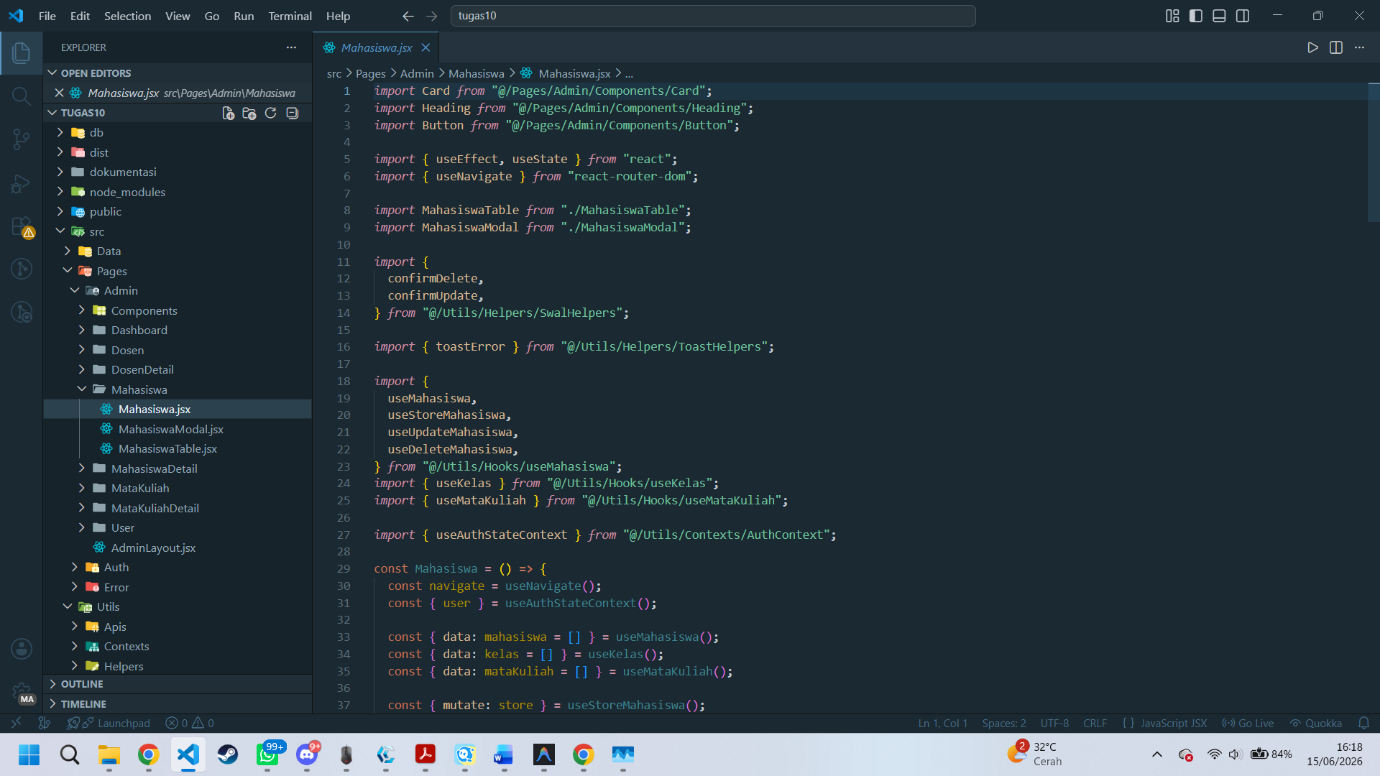 File Edit Selection View Go Run Terminal Help
tugas10
EXPLORER
OPEN EDITORS
Mahasiswa.jsx src\Pages\Admin\Mahasiswa
TUGAS10
db
dist
dokumentasi
node_modules
public
src
Data
Pages
Admin
Components
Dashboard
Dosen
DosenDetail
Mahasiswa
Mahasiswa.jsx
MahasiswaModal.jsx
MahasiswaTable.jsx
MahasiswaDetail
MataKuliah
MataKuliahDetail
User
AdminLayout.jsx
Auth
Error
Utils
Apis
Contexts
Helpers
OUTLINE
TIMELINE
MA
Mahasiswa.jsx
src > Pages > Admin > Mahasiswa > Mahasiswa.jsx > ...
1 import Card from "@/Pages/Admin/Components/Card";
2 import Heading from "@/Pages/Admin/Components/Heading";
3 import Button from "@/Pages/Admin/Components/Button";
4
5 import { useEffect, useState } from "react";
6 import { useNavigate } from "react-router-dom";
7
8 import MahasiswaTable from "./MahasiswaTable";
9 import MahasiswaModal from "./MahasiswaModal";
10
11 import {
12 confirmDelete,
13 confirmUpdate,
14 } from "@/Utils/Helpers/SwalHelpers";
15
16 import { toastError } from "@/Utils/Helpers/ToastHelpers";
17
18 import {
19 useMahasiswa,
20 useStoreMahasiswa,
21 useUpdateMahasiswa,
22 useDeleteMahasiswa,
23 } from "@/Utils/Hooks/useMahasiswa";
24 import { useKelas } from "@/Utils/Hooks/useKelas";
25 import { useMataKuliah } from "@/Utils/Hooks/useMataKuliah";
26
27 import { useAuthStateContext } from "@/Utils/Contexts/AuthContext";
28
29 const Mahasiswa = () => {
30 const navigate = useNavigate();
31 const { user } = useAuthStateContext();
32
33 const { data: mahasiswa = [] } = useMahasiswa();
34 const { data: kelas = [] } = useKelas();
35 const { data: mataKuliah = [] } = useMataKuliah();
36
37 const { mutate: store } = useStoreMahasiswa();
Launchpad 0 0
Ln 1, Col 1 Spaces: 2 UTF-8 CRLF { } JavaScript JSX Go Live Quokka
99+
9+
2
32°C
Cerah
84%
16:18
15/06/2026